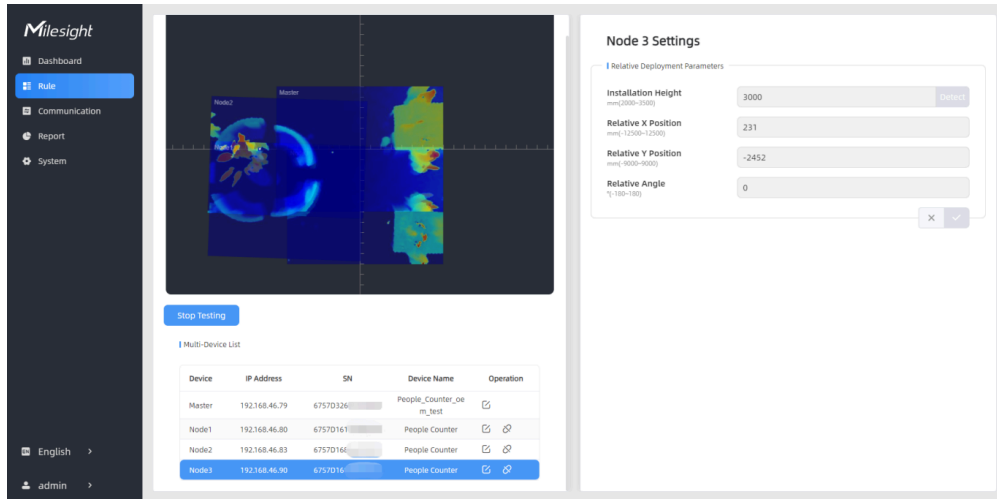 Milesight
Dashboard
Rule
Communication
Report
System
English
admin
Master
Node2
Stop Testing
Multi-Device List
Device IP Address SN Device Name Operation
Master 192.168.46.79 6757D326 People_Counter_oe
m_test
Node1 192.168.46.80 6757D161 People Counter
Node2 192.168.46.83 6757D16 People Counter
Node3 192.168.46.90 6757D16 People Counter
Node 3 Settings
Relative Deployment Parameters
Installation Height
mm(2000~3500)
3000 Detect
Relative X Position
mm(-12500~12500)
231
Relative Y Position
mm(-9000~9000)
-2452
Relative Angle
°(-180~180)
0